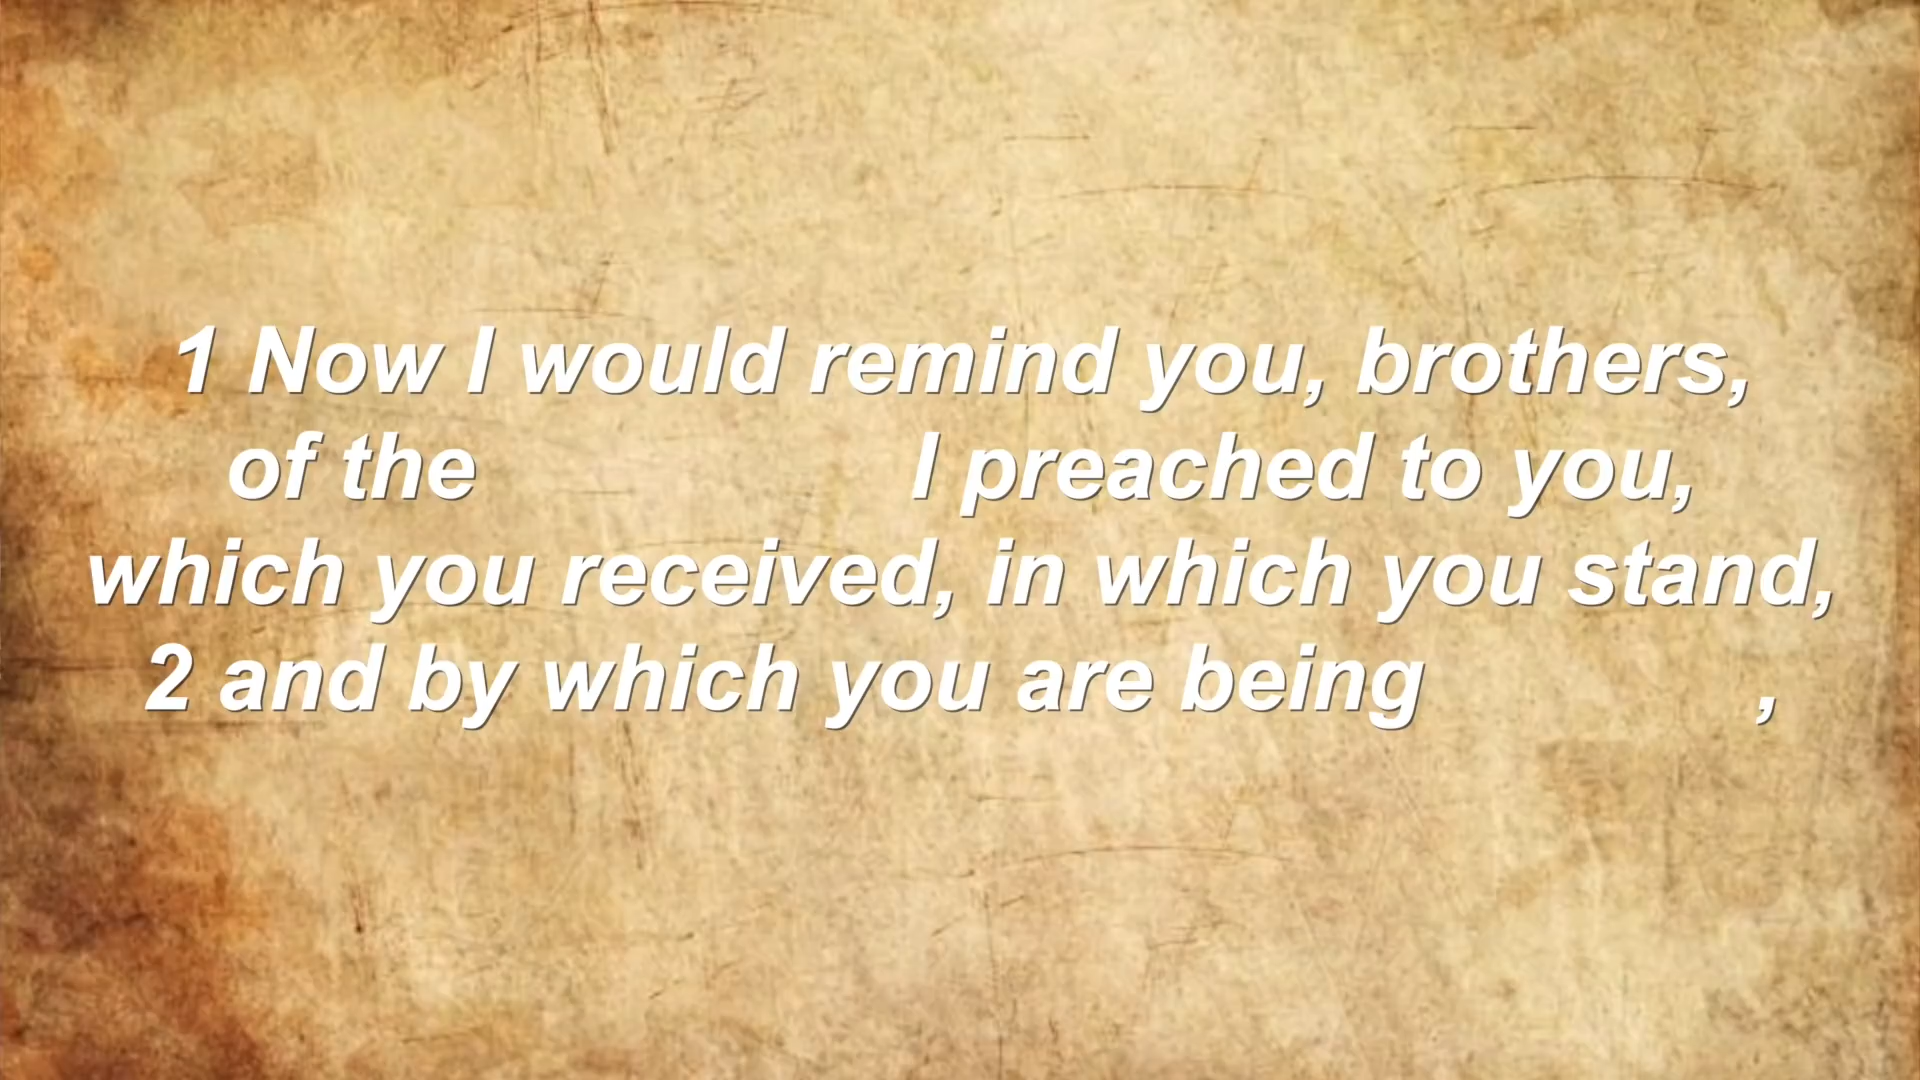 1 Now I would remind you, brothers,
of the I preached to you,
which you received, in which you stand,
2 and by which you are being ,